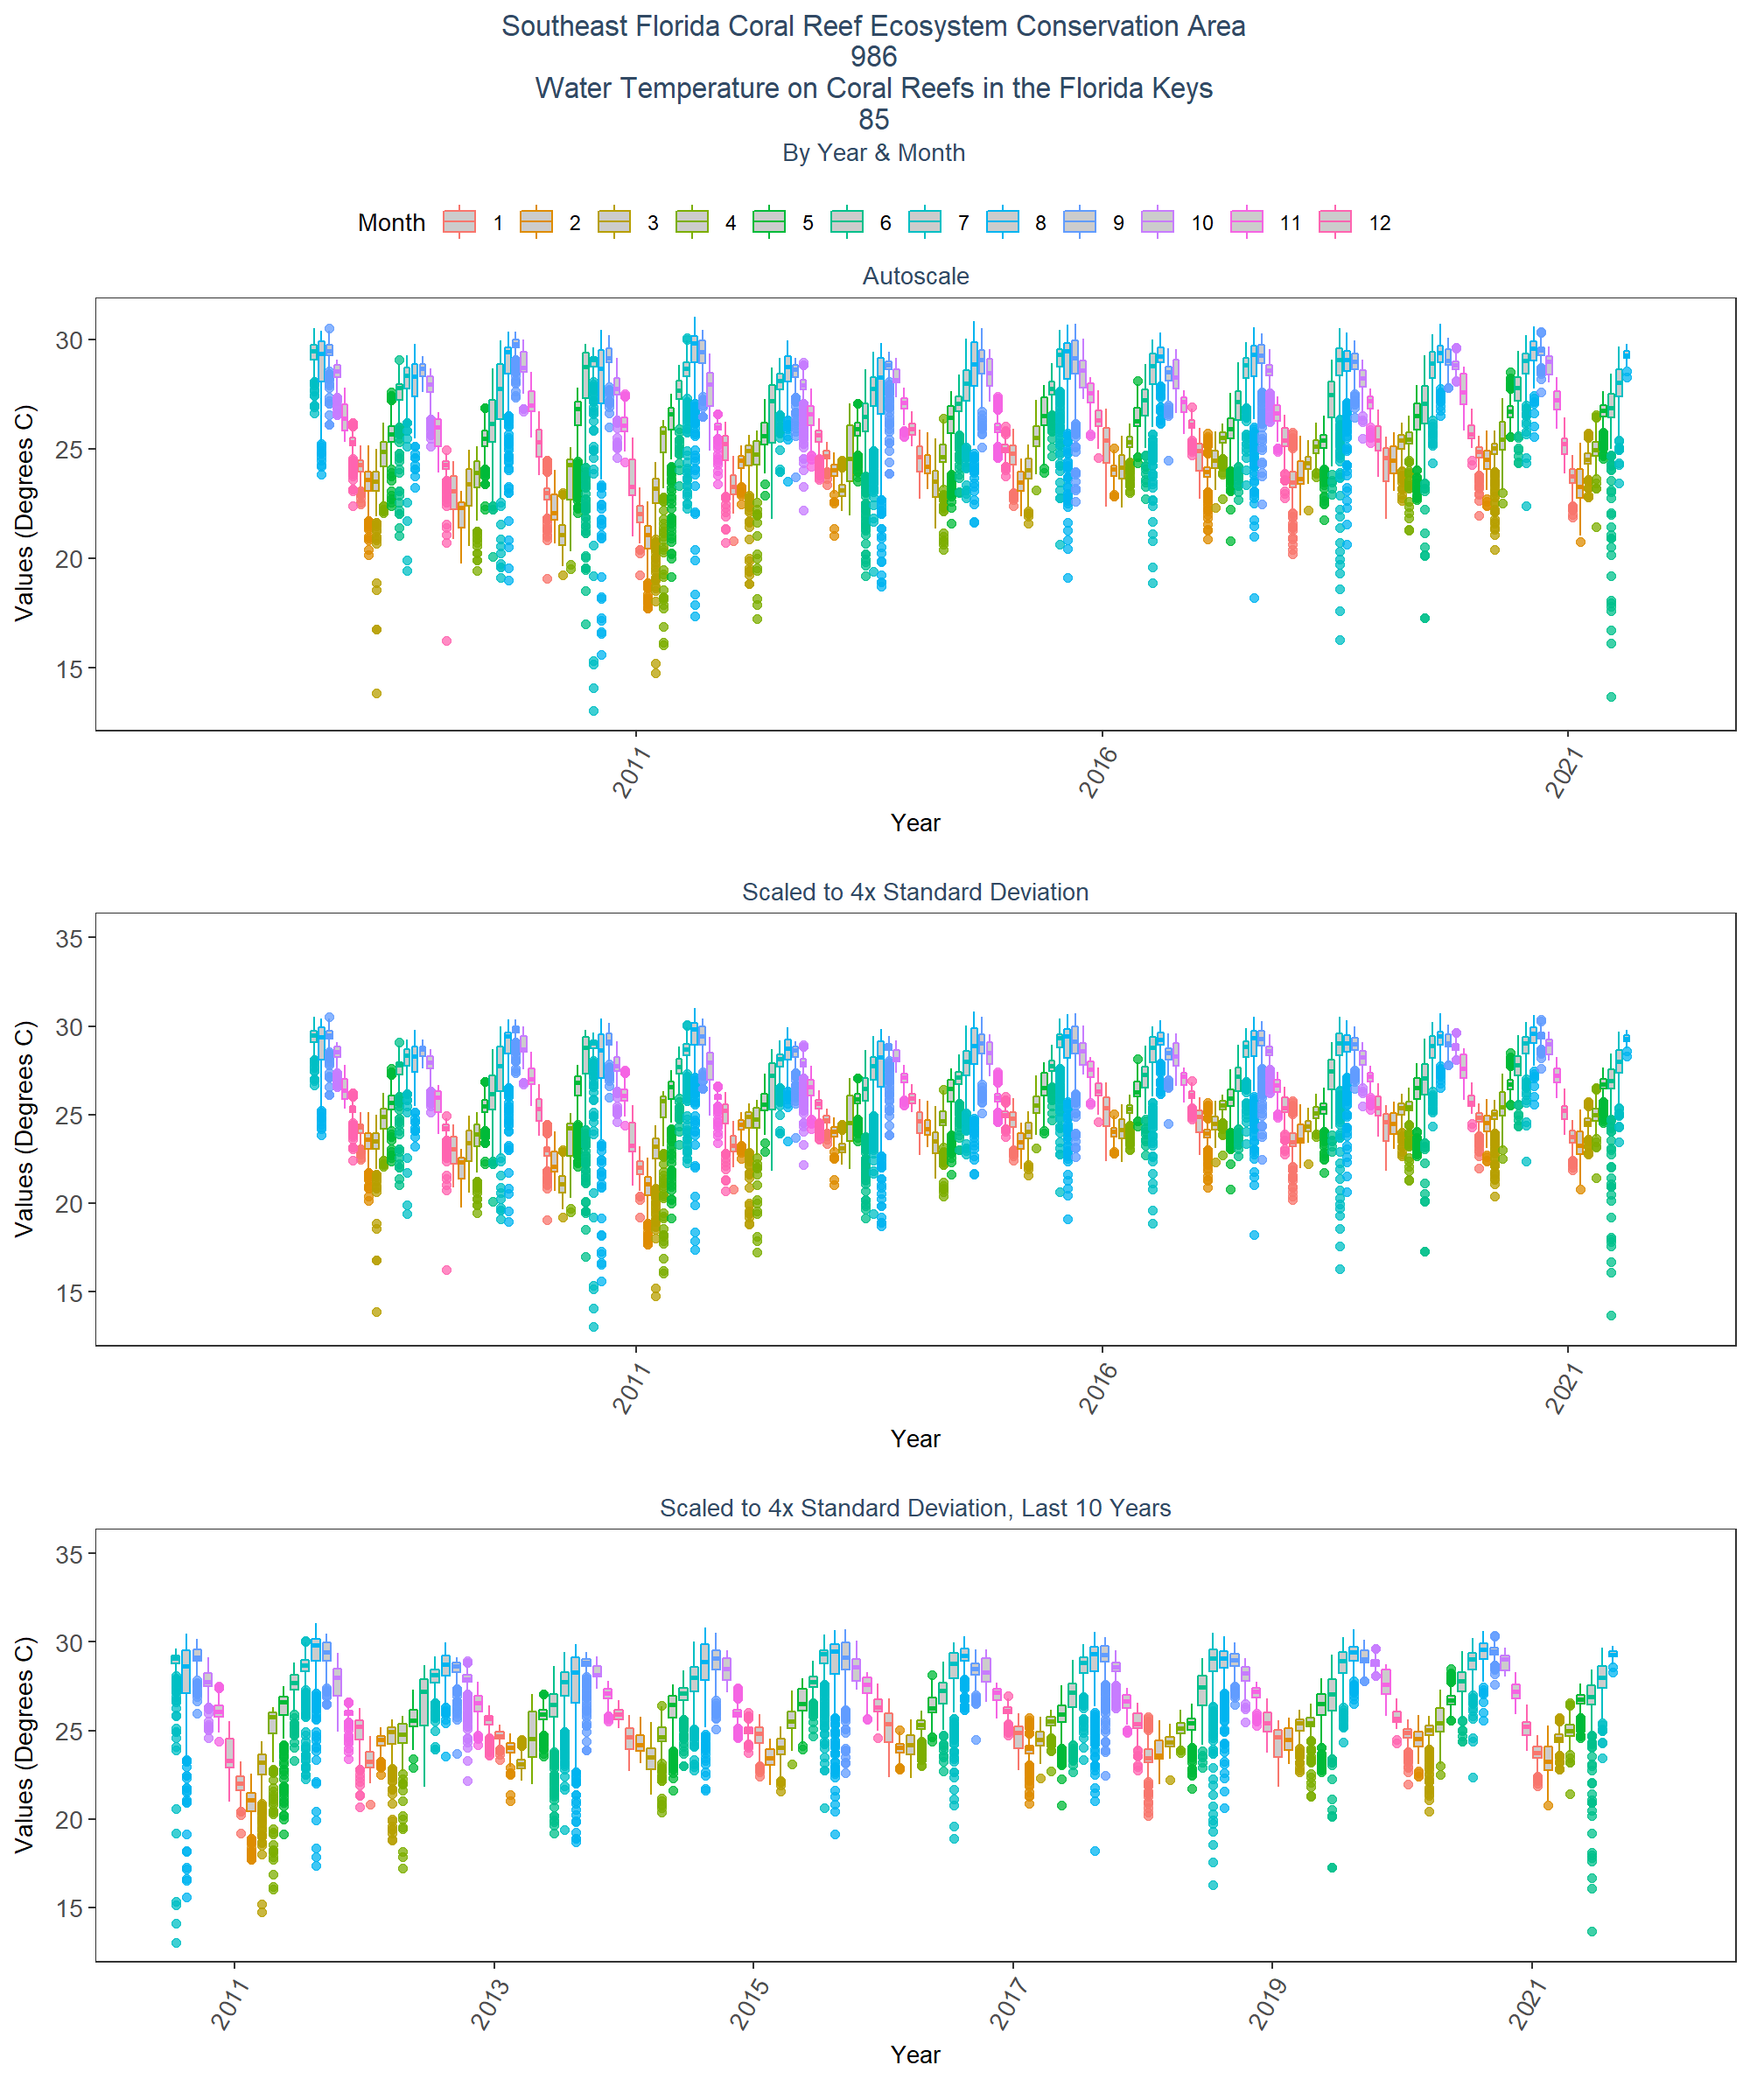 Southeast Florida Coral Reef Ecosystem Conservation Area
986
Water Temperature on Coral Reefs in the Florida Keys
85
By Year & Month
Month 1 2 3 4 5 6 7 8 9 10 11 12
Autoscale
Values (Degrees C)
30
25
20
15
2011 2016 2021
Year
Scaled to 4x Standard Deviation
Values (Degrees C)
35
30
25
20
15
2011 2016 2021
Year
Scaled to 4x Standard Deviation, Last 10 Years
Values (Degrees C)
35
30
25
20
15
2011 2013 2015 2017 2019 2021
Year